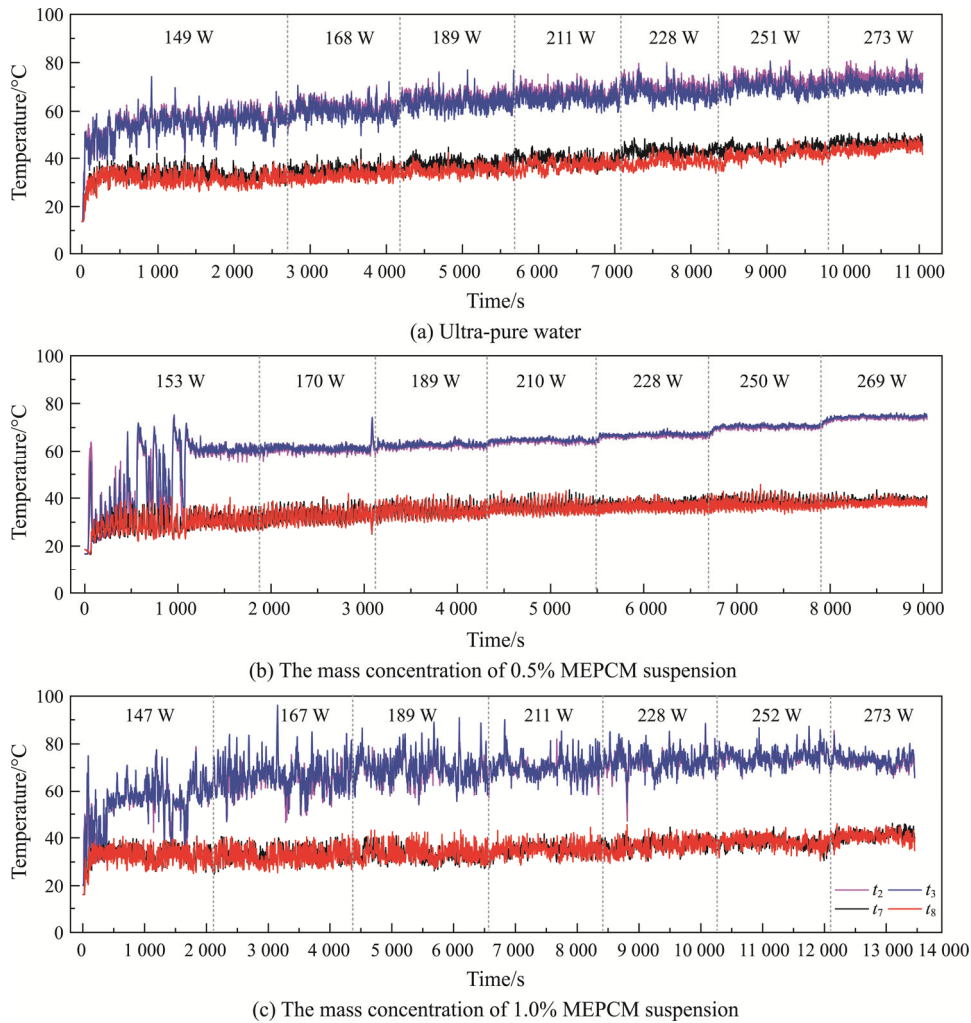 100
80
60
40
20
0
Temperature/°C
149 W 168 W 189 W 211 W 228 W 251 W 273 W
0 1 000 2 000 3 000 4 000 5 000 6 000 7 000 8 000 9 000 10 000 11 000
Time/s
(a) Ultra-pure water
100
80
60
40
20
0
Temperature/°C
153 W 170 W 189 W 210 W 228 W 250 W 269 W
0 1 000 2 000 3 000 4 000 5 000 6 000 7 000 8 000 9 000
Time/s
(b) The mass concentration of 0.5% MEPCM suspension
100
80
60
40
20
0
Temperature/°C
147 W 167 W 189 W 211 W 228 W 252 W 273 W
t2 t3
t7 t8
0 1 000 2 000 3 000 4 000 5 000 6 000 7 000 8 000 9 000 10 000 11 000 12 000 13 000 14 000
Time/s
(c) The mass concentration of 1.0% MEPCM suspension